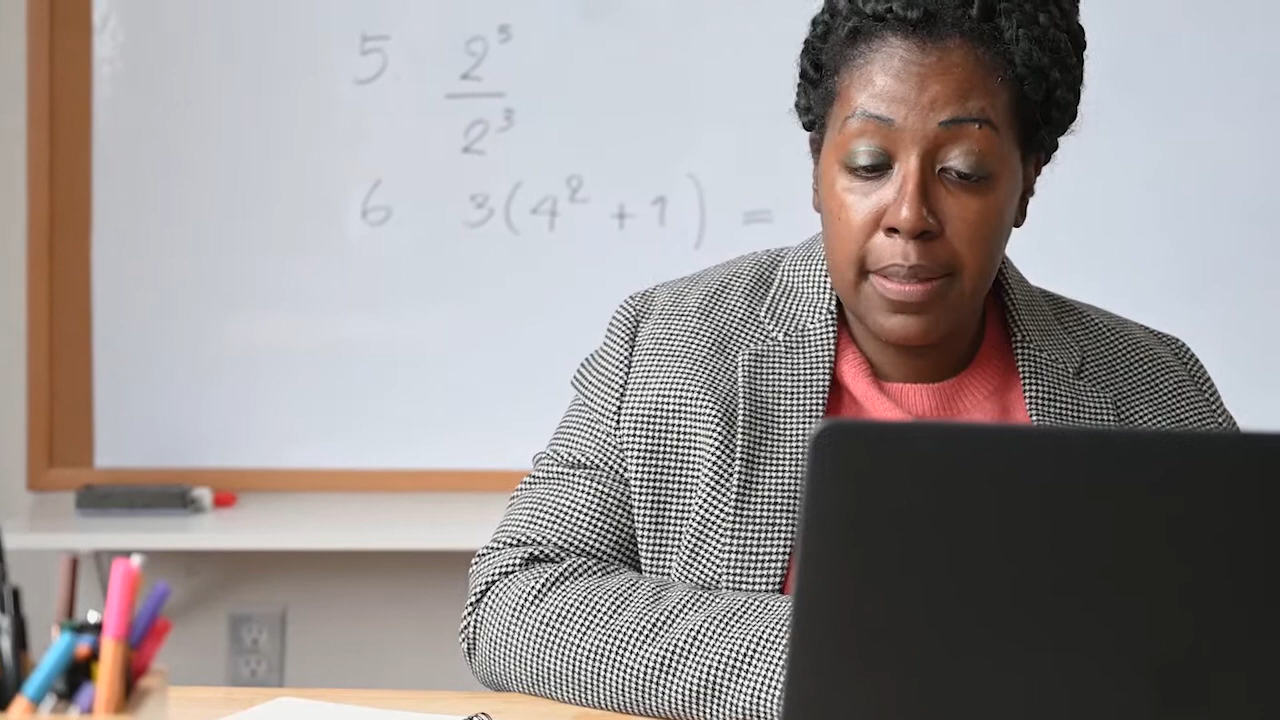 5 2⁵/2³
6 3(4² + 1) =